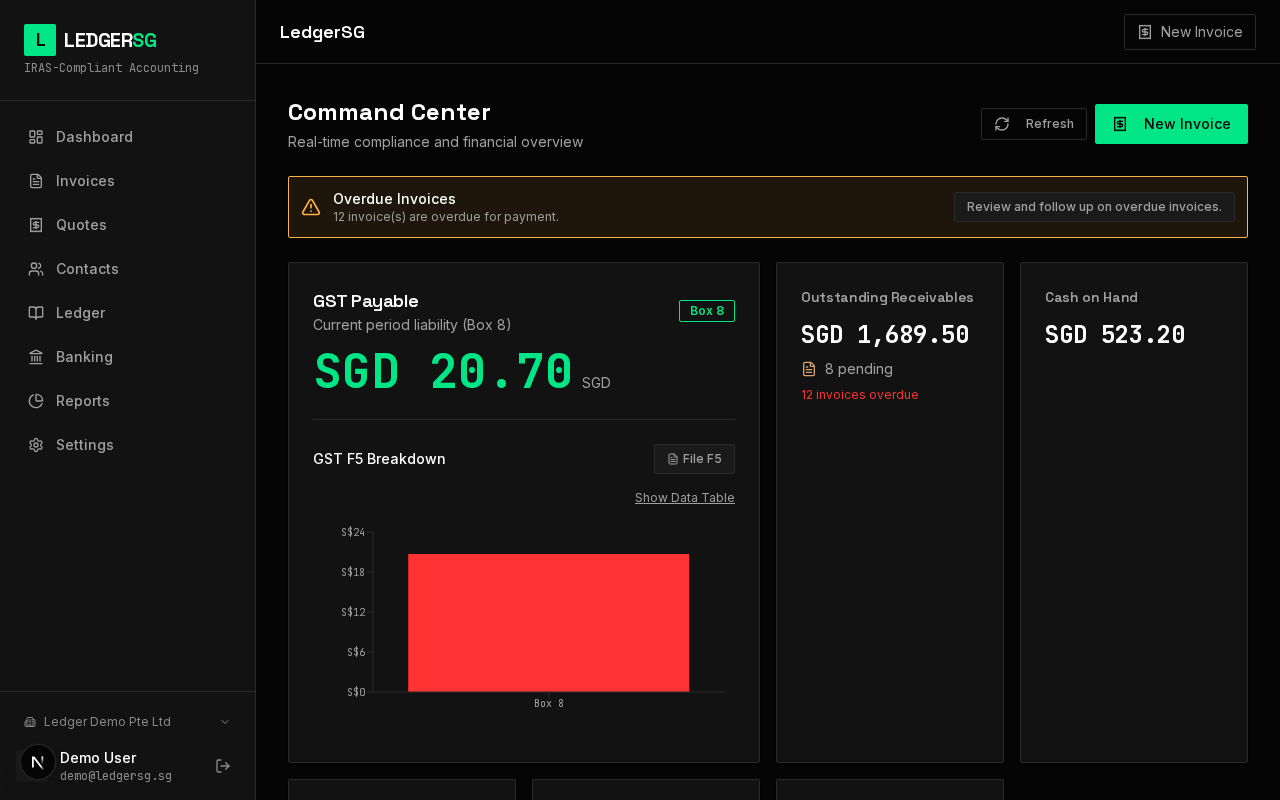 L LEDGERSG
IRAS-Compliant Accounting
Dashboard
Invoices
Quotes
Contacts
Ledger
Banking
Reports
Settings
Ledger Demo Pte Ltd
N
Demo User
demo@ledgersg.sg
LedgerSG
New Invoice
Command Center
Real-time compliance and financial overview
Refresh
New Invoice
Overdue Invoices
12 invoice(s) are overdue for payment.
Review and follow up on overdue invoices.
GST Payable
Current period liability (Box 8)
Box 8
SGD 20.70 SGD
GST F5 Breakdown
File F5
Show Data Table
S$24
S$18
S$12
S$6
S$0
Box 8
Outstanding Receivables
SGD 1,689.50
8 pending
12 invoices overdue
Cash on Hand
SGD 523.20